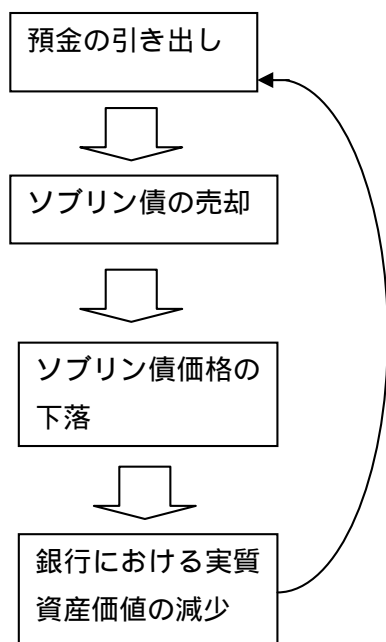 預金の引き出し
ソブリン債の売却
ソブリン債価格の
下落
銀行における実質
資産価値の減少